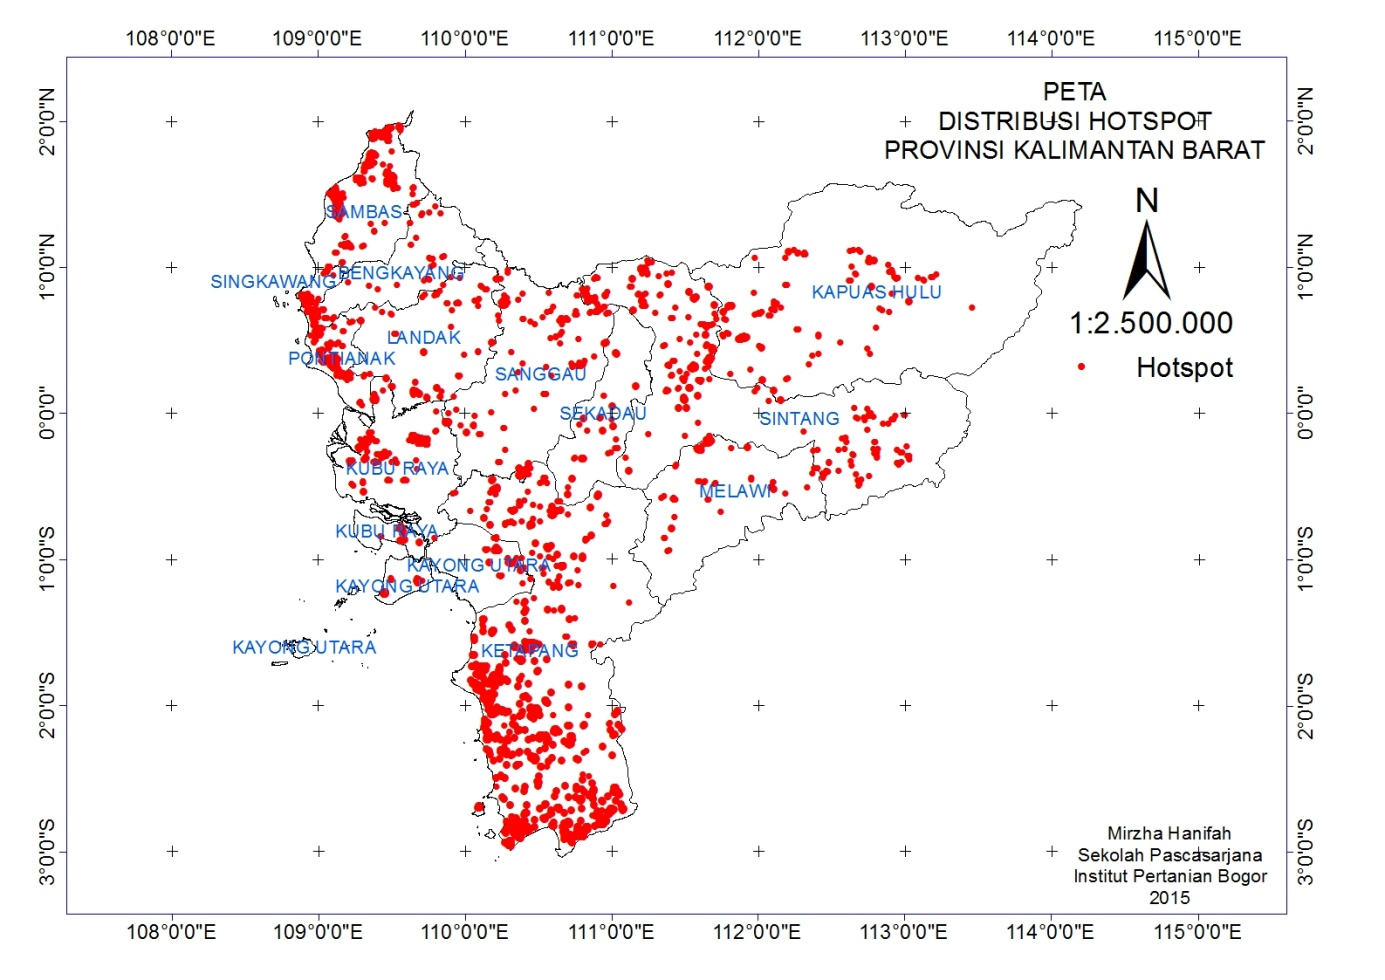 108°0'0"E 109°0'0"E 110°0'0"E 111°0'0"E 112°0'0"E 113°0'0"E 114°0'0"E 115°0'0"E
PETA
DISTRIBUSI HOTSPOT
PROVINSI KALIMANTAN BARAT
N
1:2.500.000
Hotspot
2°0'0"N
2°0'0"N
1°0'0"N
1°0'0"N
0°0'0"
0°0'0"
1°0'0"S
1°0'0"S
2°0'0"S
2°0'0"S
3°0'0"S
3°0'0"S
SAMBAS
BENGKAYANG
SINGKAWANG
KAPUAS HULU
LANDAK
PONTIANAK
SANGGAU
SEKADAU
SINTANG
KUBU RAYA
MELAWI
KUBU RAYA
KAYONG UTARA
KAYONG UTARA
KAYONG UTARA
KETAPANG
Mirzha Hanifah
Sekolah Pascasarjana
Institut Pertanian Bogor
2015
108°0'0"E 109°0'0"E 110°0'0"E 111°0'0"E 112°0'0"E 113°0'0"E 114°0'0"E 115°0'0"E